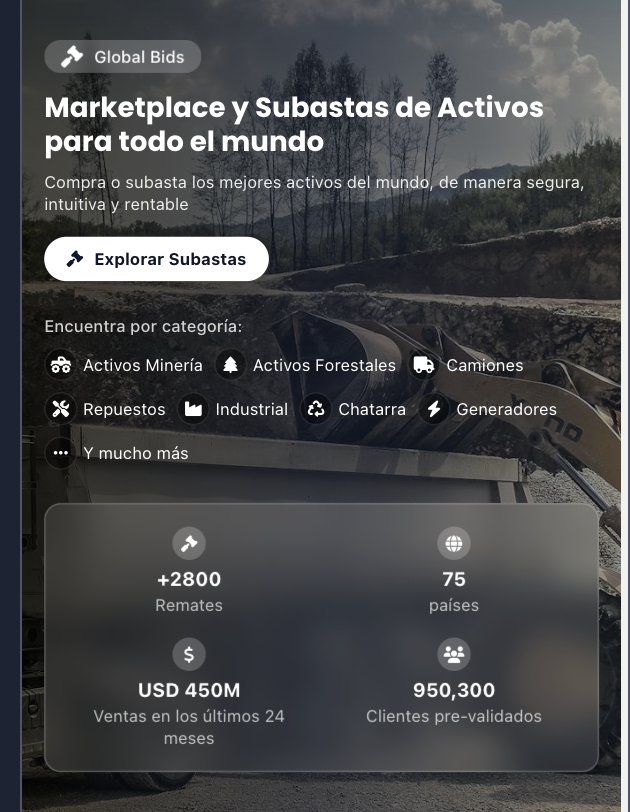 Global Bids
Marketplace y Subastas de Activos
para todo el mundo
Compra o subasta los mejores activos del mundo, de manera segura,
intuitiva y rentable
Explorar Subastas
Encuentra por categoría:
Activos Minería Activos Forestales Camiones
Repuestos Industrial Chatarra Generadores
Y mucho más
+2800 75
Remates países
USD 450M 950,300
Ventas en los últimos 24 Clientes pre-validados
meses